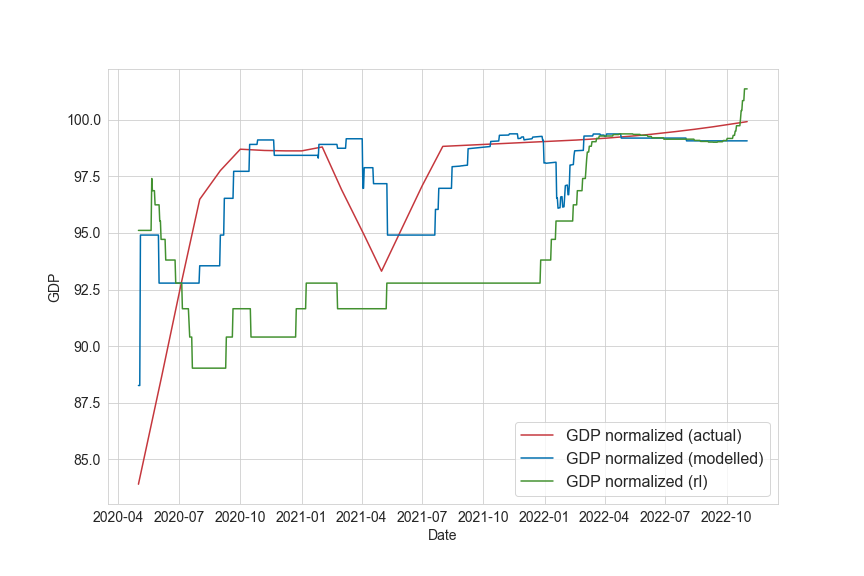 100.0
97.5
95.0
92.5
90.0
87.5
85.0
GDP
GDP normalized (actual)
GDP normalized (modelled)
GDP normalized (rl)
2020-04 2020-07 2020-10 2021-01 2021-04 2021-07 2021-10 2022-01 2022-04 2022-07 2022-10
Date